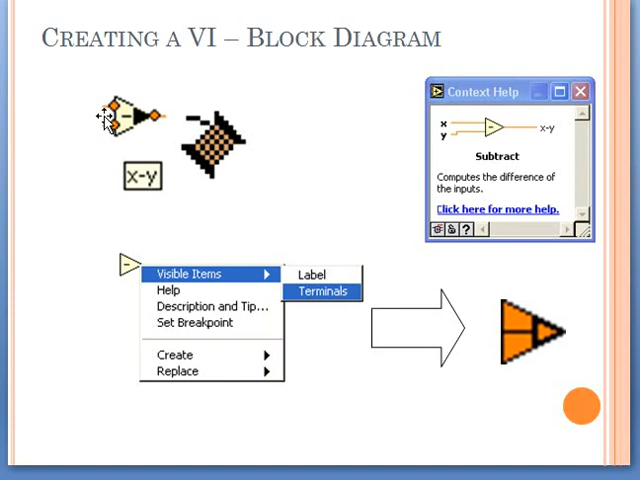 CREATING A VI – BLOCK DIAGRAM
x-y
Context Help
x
y
x-y
Subtract
Computes the difference of
the inputs.
Click here for more help.
?
Visible Items
Help
Description and Tip...
Set Breakpoint
Create
Replace
Label
Terminals